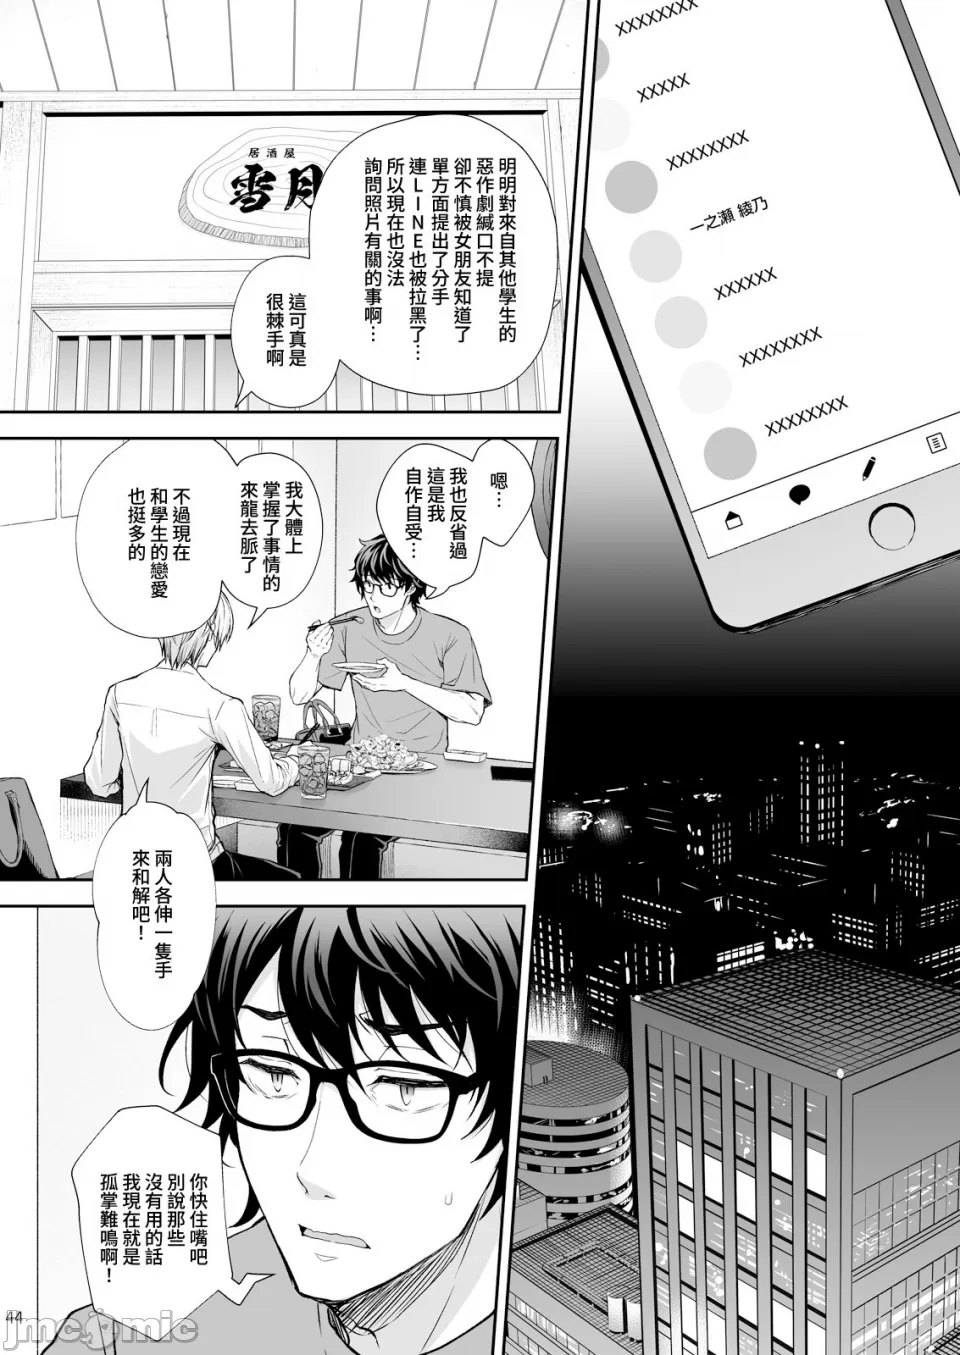 XXXXXXXX
XXXXX
XXXXXXXX
一之瀬 綾乃
XXXXXX
XXXXXXXX
XXXXXXXX
居酒屋
雪月
明明對來自其他學生的
惡作劇緘口不提
卻不慎被女朋友知道了
單方面提出了分手
連LINE也被拉黑了…
所以現在也沒法
詢問照片有關的事啊…
這可真是
很棘手啊
嗯…
我也反省過
這是我
自作自受…
我大體上
掌握了事情的
來龍去脈了
不過現在
和學生的戀愛
也挺多的
兩人各伸一隻手
來和解吧！
你快住嘴吧
別說那些
沒有用的話
我現在就是
孤掌難鳴啊！
44
jmcomic